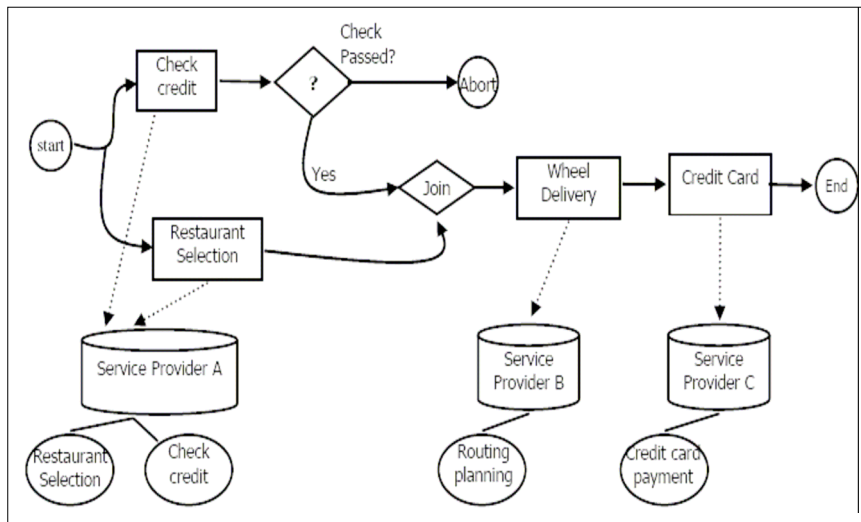 Check
Passed?
Check
credit
?
Abort
start
Yes
Join
Wheel
Delivery
Credit Card
End
Restaurant
Selection
Service Provider A
Service
Provider B
Service
Provider C
Restaurant
Selection
Check
credit
Routing
planning
Credit card
payment